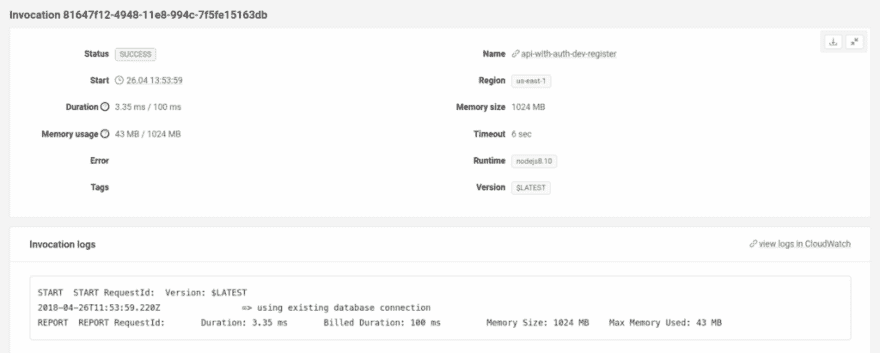 Invocation 81647f12-4948-11e8-994c-7f5fe15163db
Status SUCCESS
Name api-with-auth-dev-register
Start 26.04 13:53:59
Region us-east-1
Duration 3.35 ms / 100 ms
Memory size 1024 MB
Memory usage 43 MB / 1024 MB
Timeout 6 sec
Error
Runtime nodejs8.10
Tags
Version $LATEST
Invocation logs
view logs in CloudWatch
START START RequestId: Version: $LATEST
2018-04-26T11:53:59.220Z => using existing database connection
REPORT REPORT RequestId: Duration: 3.35 ms Billed Duration: 100 ms Memory Size: 1024 MB Max Memory Used: 43 MB